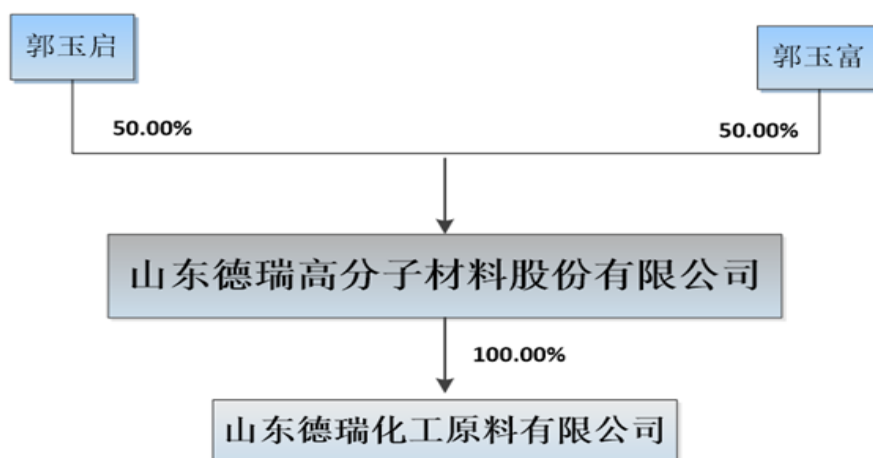 郭玉启
郭玉富
50.00%
50.00%
山东德瑞高分子材料股份有限公司
100.00%
山东德瑞化工原料有限公司